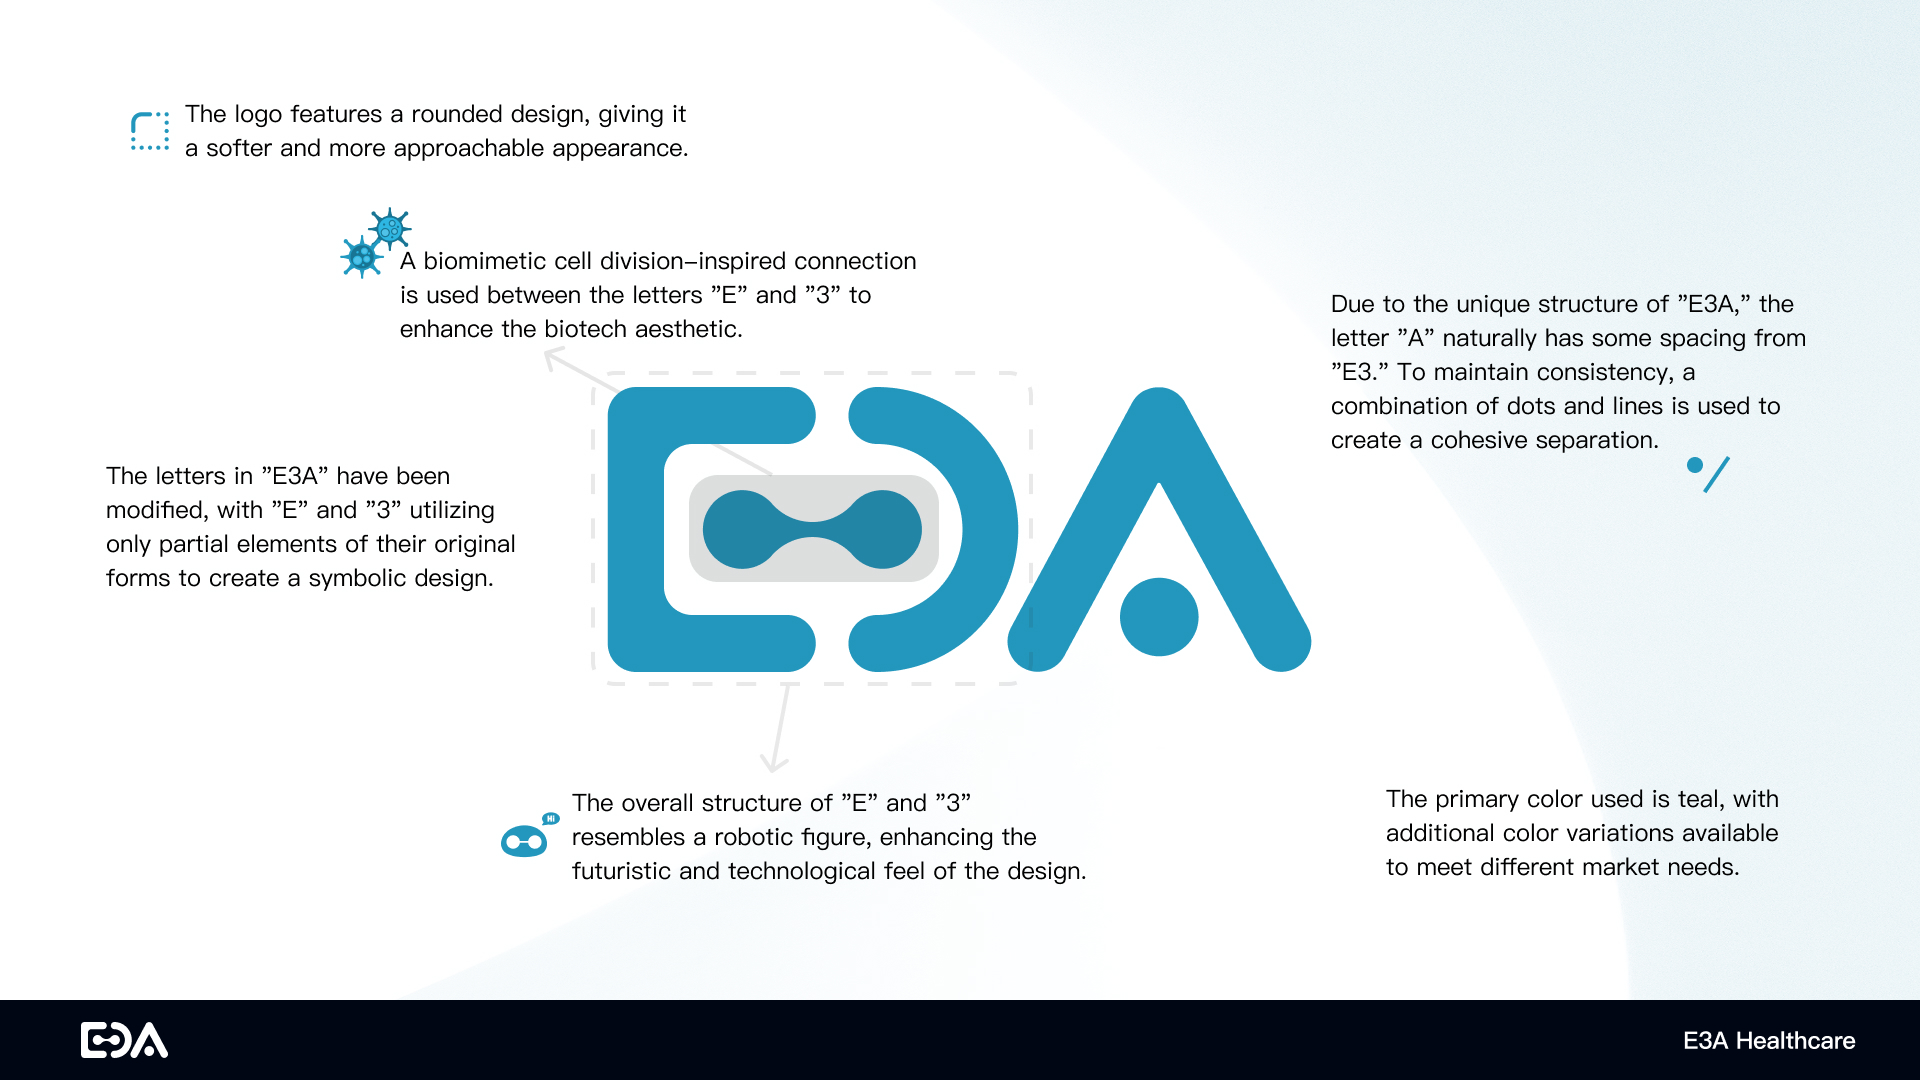 The logo features a rounded design, giving it
a softer and more approachable appearance.
A biomimetic cell division–inspired connection
is used between the letters ”E” and ”3” to
enhance the biotech aesthetic.
Due to the unique structure of ”E3A,” the
letter ”A” naturally has some spacing from
”E3.” To maintain consistency, a
combination of dots and lines is used to
create a cohesive separation.
The letters in ”E3A” have been
modified, with ”E” and ”3” utilizing
only partial elements of their original
forms to create a symbolic design.
E3A
HI
The overall structure of ”E” and ”3”
resembles a robotic figure, enhancing the
futuristic and technological feel of the design.
The primary color used is teal, with
additional color variations available
to meet different market needs.
E3A
E3A Healthcare